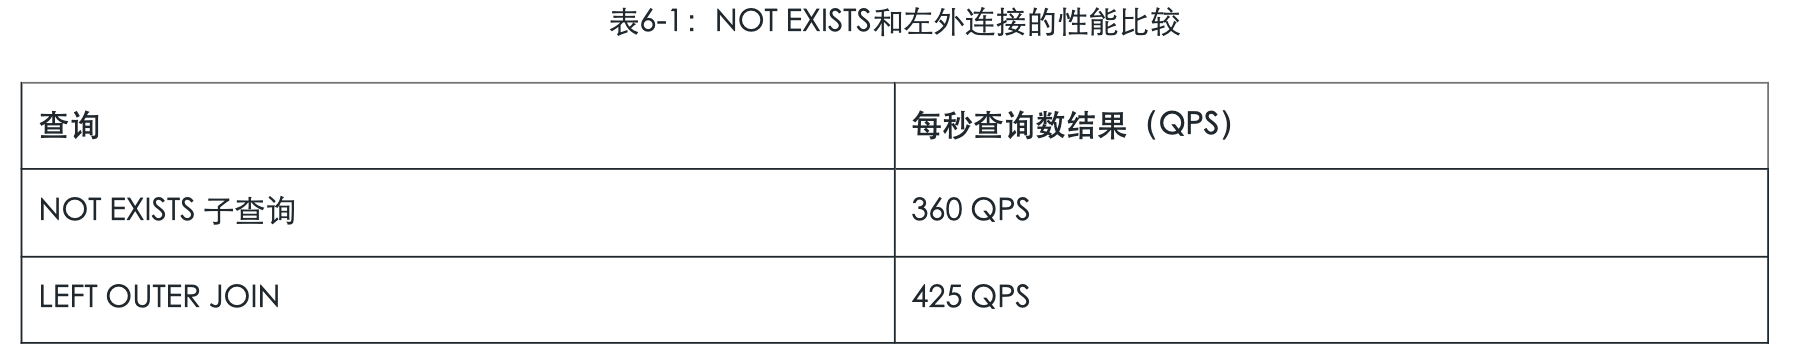 表6-1：NOT EXISTS和左外连接的性能比较
查询 每秒查询数结果（QPS）
NOT EXISTS 子查询 360 QPS
LEFT OUTER JOIN 425 QPS